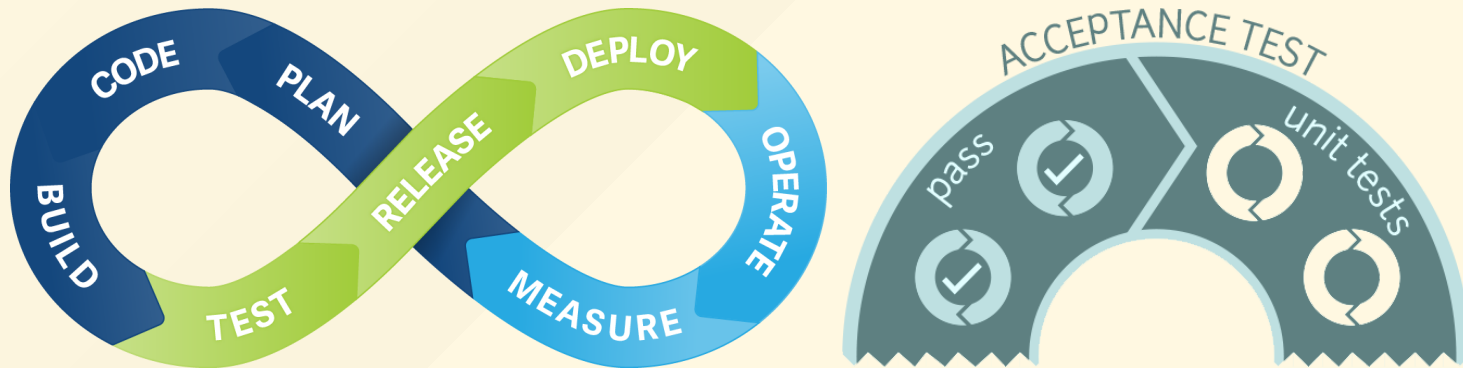 CODE
PLAN
BUILD
TEST
RELEASE
DEPLOY
OPERATE
MEASURE
ACCEPTANCE TEST
pass
unit tests